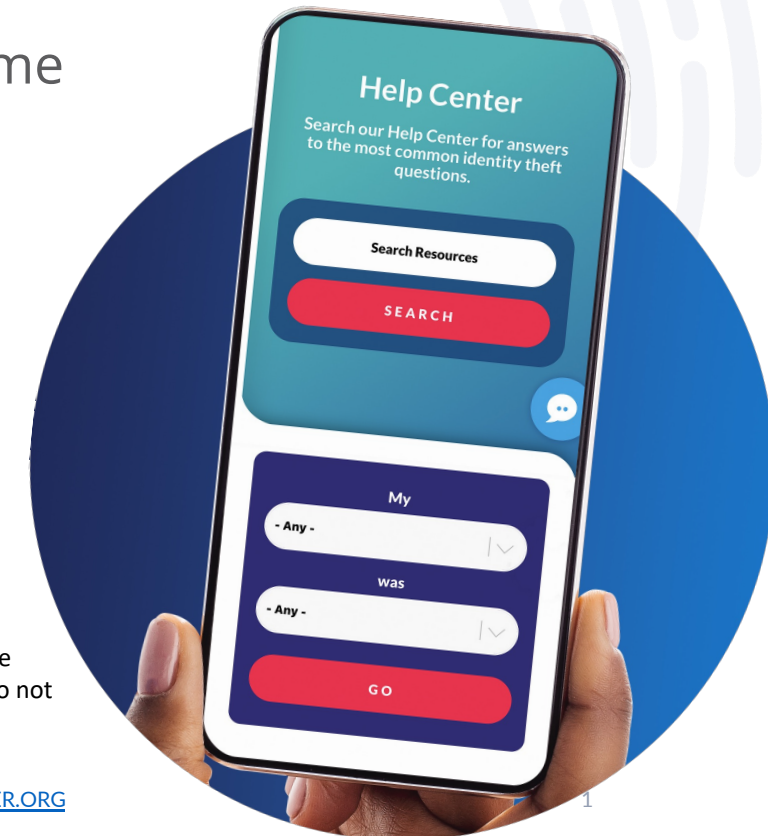 me
Help Center
Search our Help Center for answers
to the most common identity theft
questions.
Search Resources
SEARCH
My
- Any -
was
- Any -
GO
e
o not
R.ORG
1